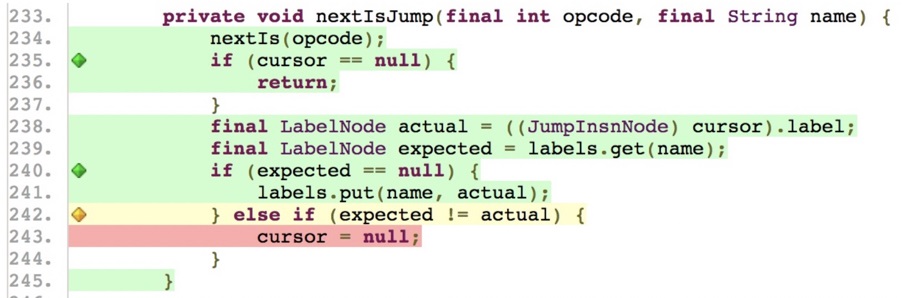 233. private void nextIsJump(final int opcode, final String name) {
234. nextIs(opcode);
235. if (cursor == null) {
236. return;
237. }
238. final LabelNode actual = ((JumpInsnNode) cursor).label;
239. final LabelNode expected = labels.get(name);
240. if (expected == null) {
241. labels.put(name, actual);
242. } else if (expected != actual) {
243. cursor = null;
244. }
245. }